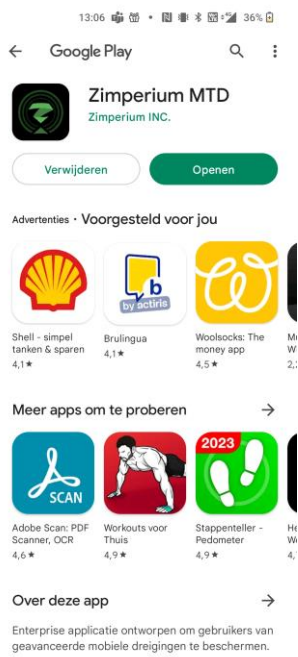 13:06 36%
Google Play
Zimperium MTD
Zimperium INC.
Verwijderen Openen
Advertenties · Voorgesteld voor jou
b
by actiris
Shell - simpel tanken & sparen
4,1★
Brulingua
4,1★
Woolsocks: The money app
4,5★
Meer apps om te proberen
SCAN
2023
Adobe Scan: PDF Scanner, OCR
4,6★
Workouts voor Thuis
4,9★
Stappenteller - Pedometer
4,9★
Over deze app
Enterprise applicatie ontworpen om gebruikers van
geavanceerde mobiele dreigingen te beschermen.